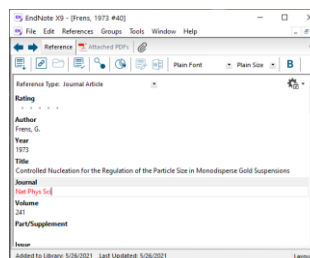 EndNote X9 - [Frens, 1973 #40]
File Edit References Groups Tools Window Help
Reference Attached PDFs
Plain Font Plain Size B
Reference Type: Journal Article
Rating
Author
Frens, G.
Year
1973
Title
Controlled Nucleation for the Regulation of the Particle Size in Monodisperse Gold Suspensions
Journal
Nat Phys Sci
Volume
241
Part/Supplement
Issue
Added to Library: 5/26/2021 Last Updated: 5/26/2021 Layou